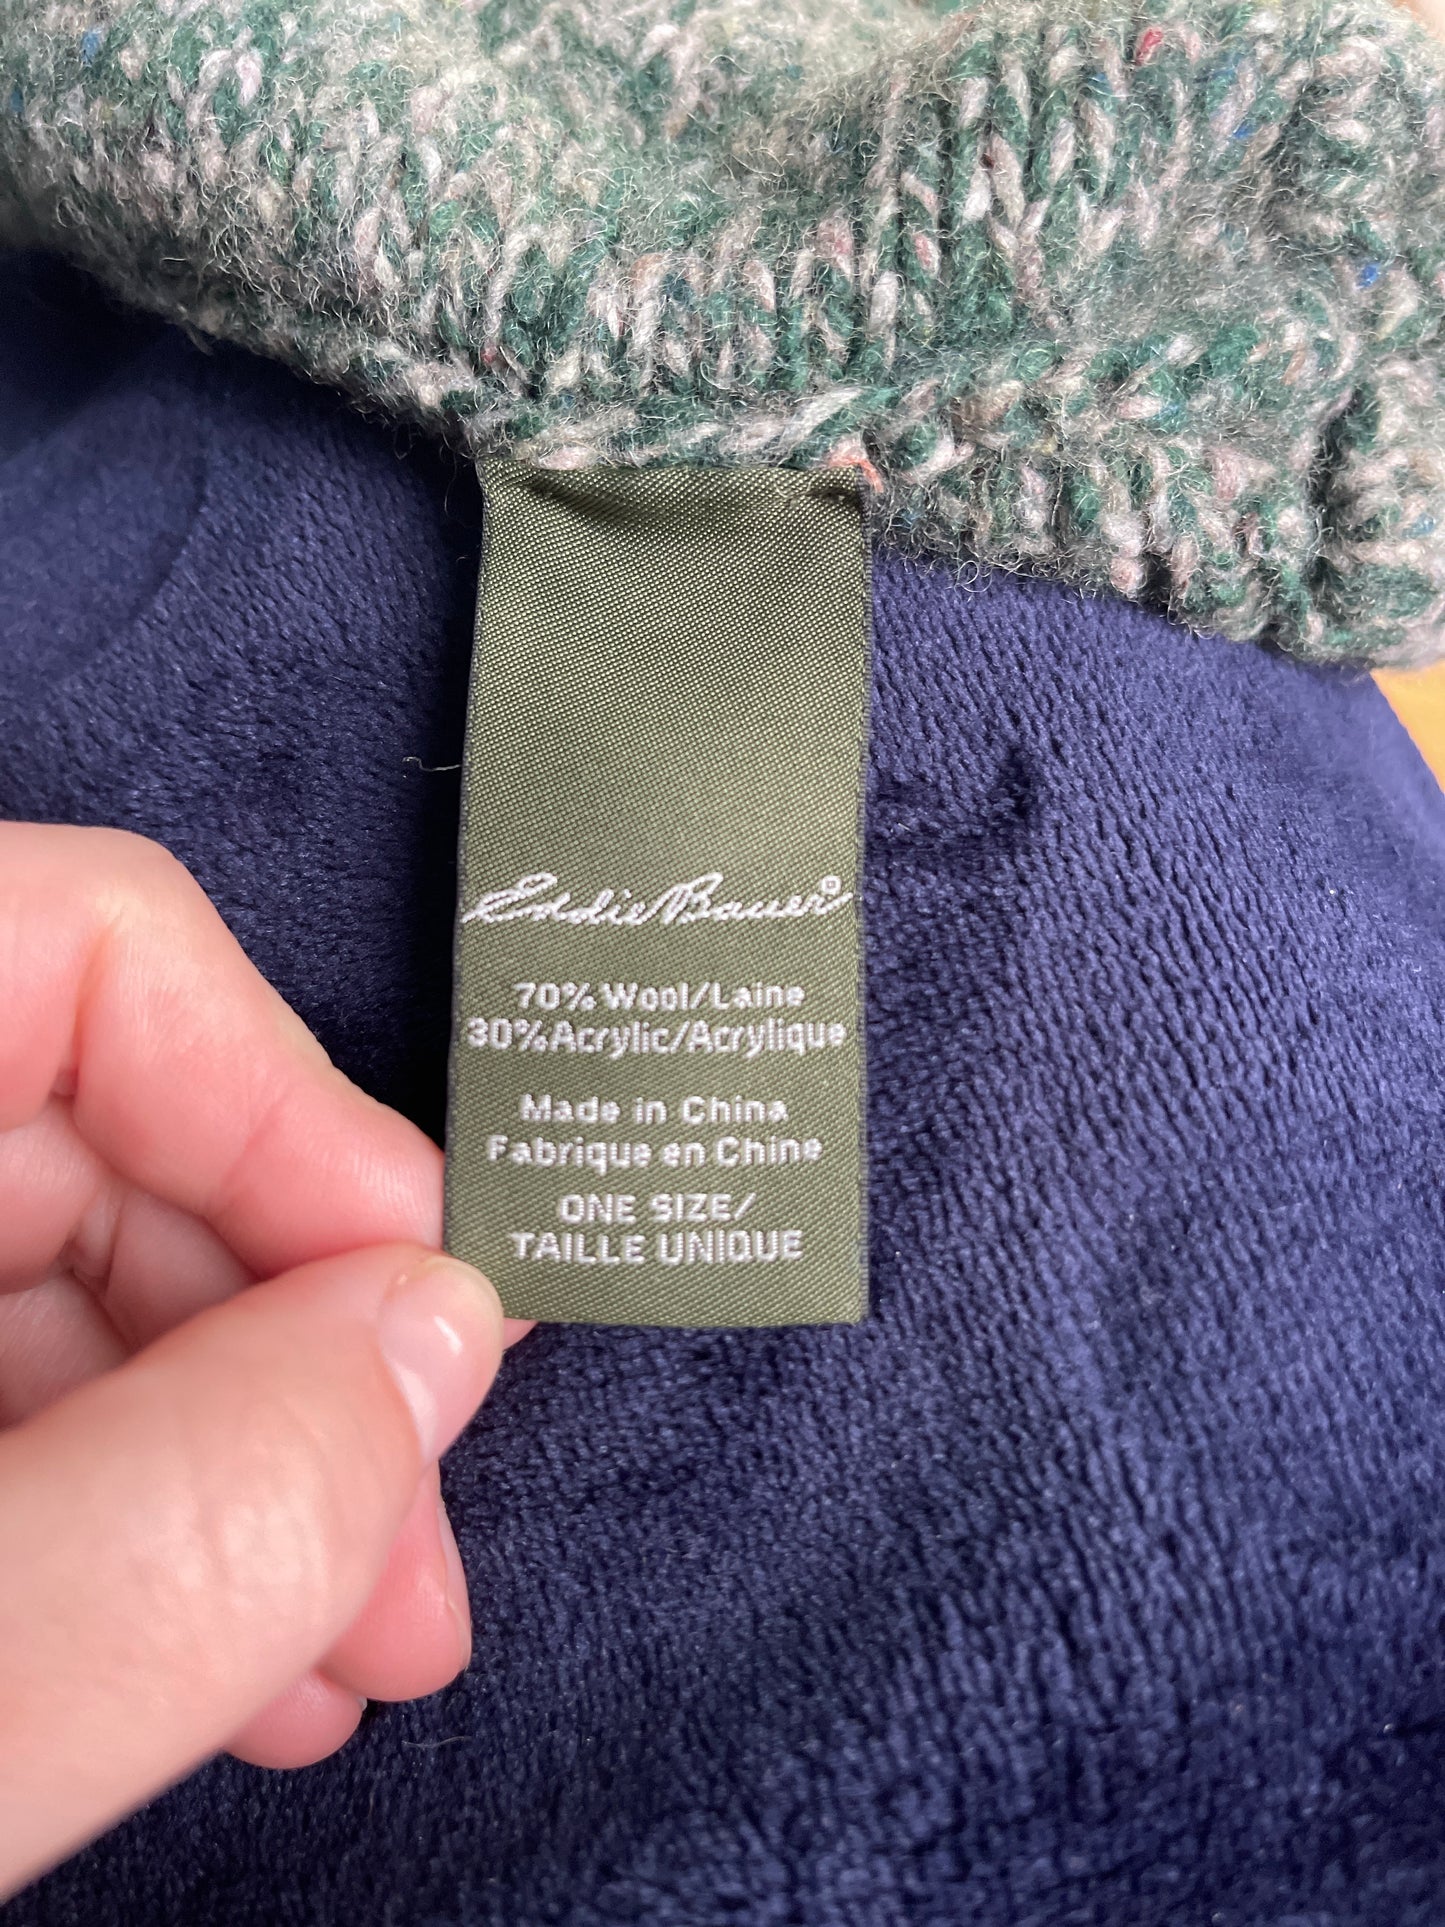 Eddie Bauer®
70% Wool/Laine
30% Acrylic/Acrylique
Made in China
Fabrique en Chine
ONE SIZE/
TAILLE UNIQUE